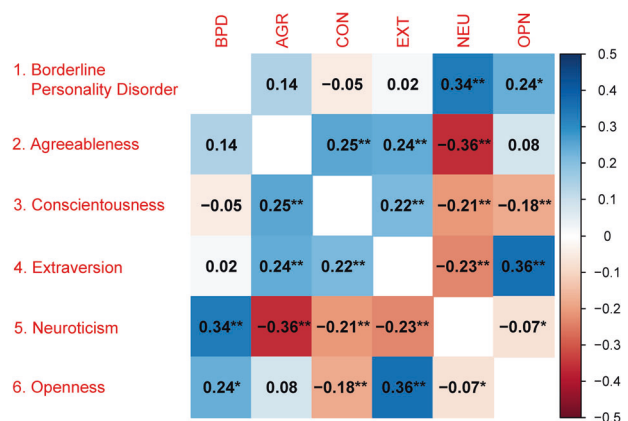 BPD AGR CON EXT NEU OPN
1. Borderline
Personality Disorder
0.14 −0.05 0.02 0.34** 0.24*
2. Agreeableness
0.14 0.25** 0.24** −0.36** 0.08
3. Conscientousness
−0.05 0.25** 0.22** −0.21** −0.18**
4. Extraversion
0.02 0.24** 0.22** −0.23** 0.36**
5. Neuroticism
0.34** −0.36** −0.21** −0.23** −0.07*
6. Openness
0.24* 0.08 −0.18** 0.36** −0.07*
0.5
0.4
0.3
0.2
0.1
0
−0.1
−0.2
−0.3
−0.4
−0.5